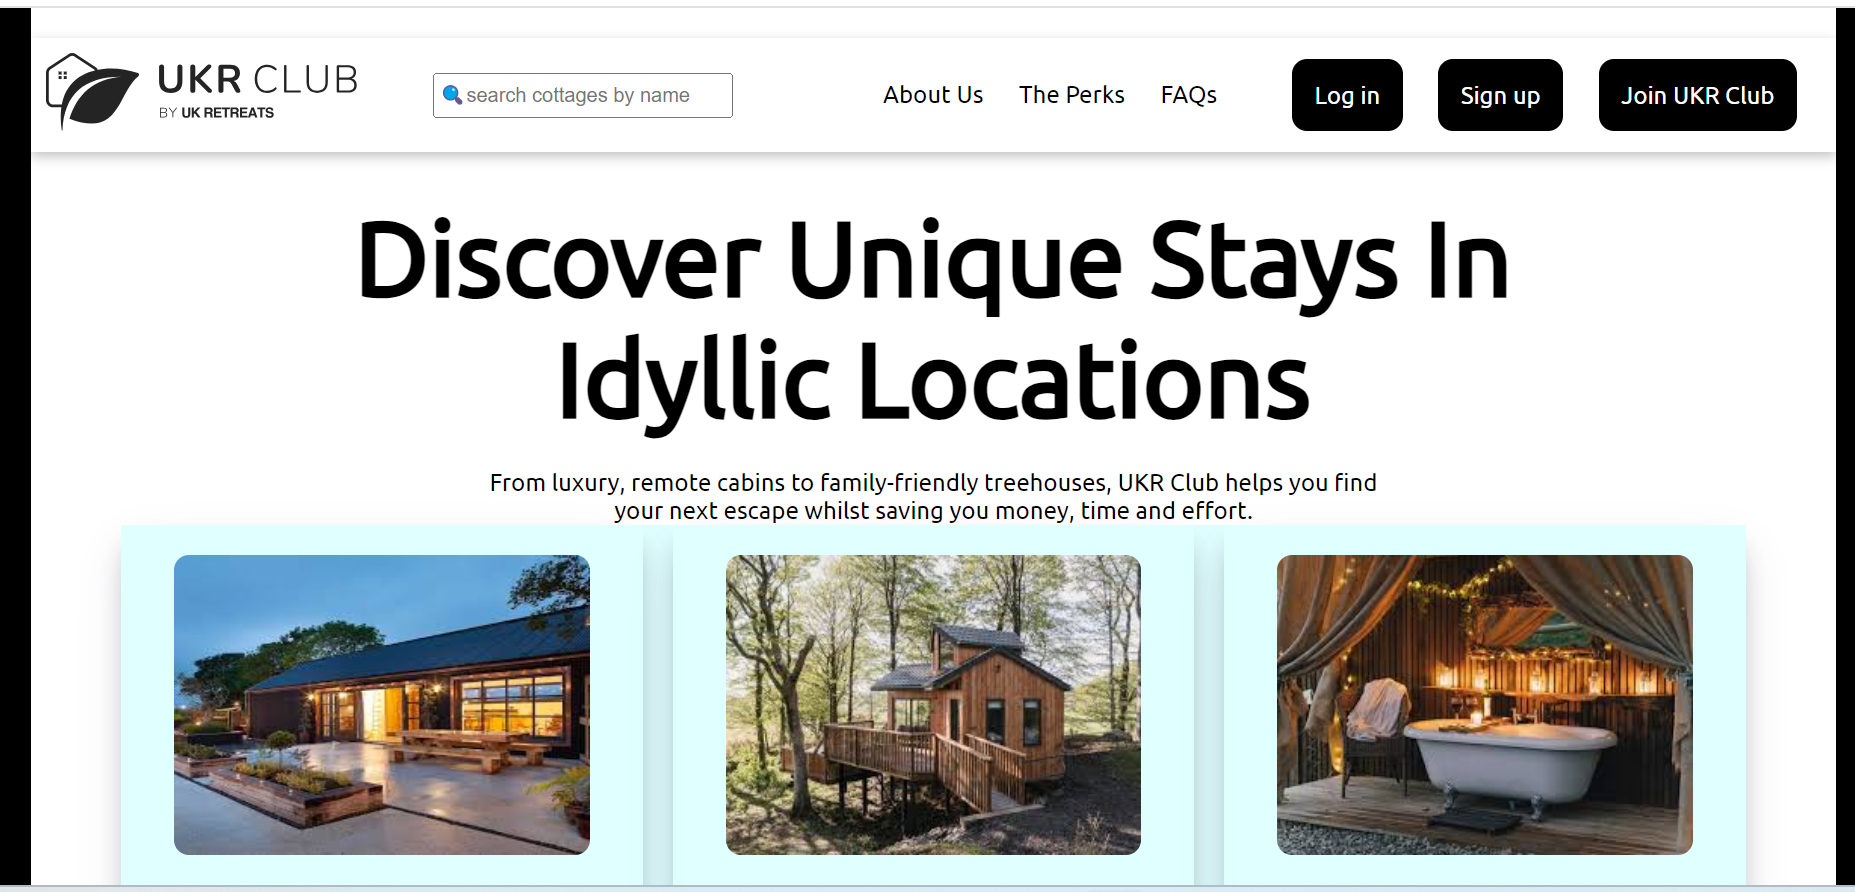 UKR CLUB
BY UK RETREATS
🔍search cottages by name
About Us
The Perks
FAQs
Log in
Sign up
Join UKR Club
Discover Unique Stays In
Idyllic Locations
From luxury, remote cabins to family-friendly treehouses, UKR Club helps you find
your next escape whilst saving you money, time and effort.